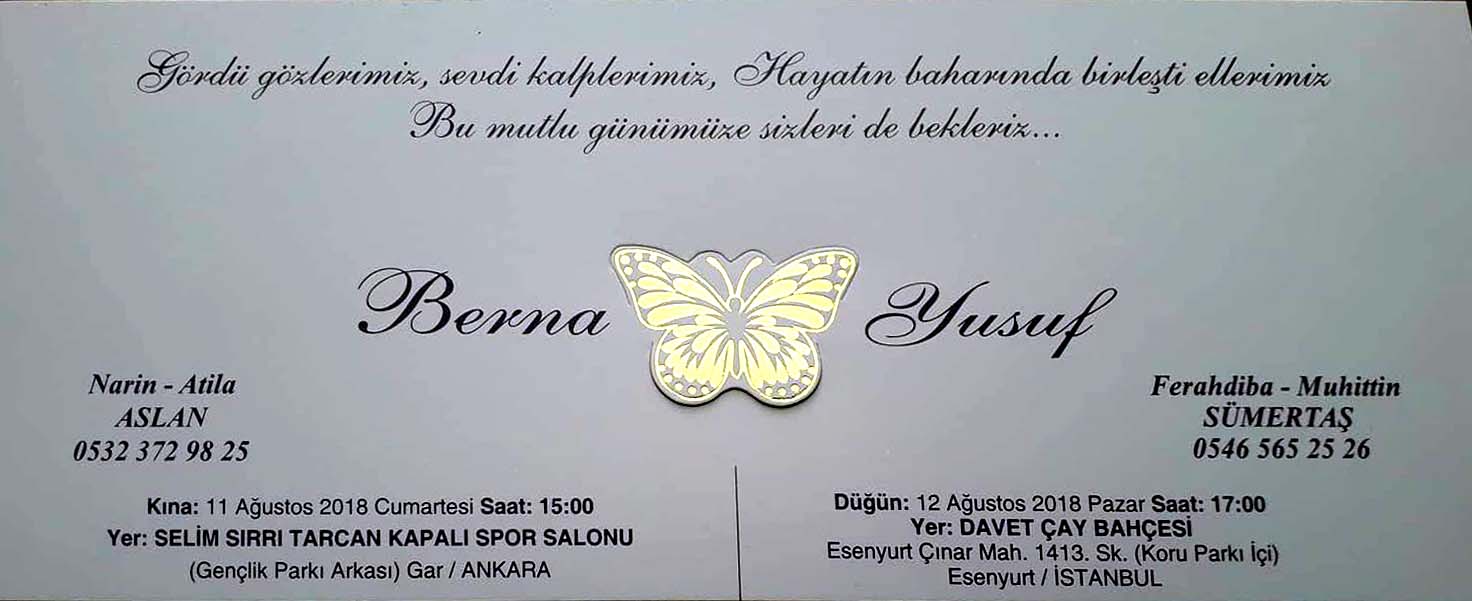 Gördü gözlerimiz, sevdi kalplerimiz, Hayatın baharında birleşti ellerimiz
Bu mutlu günümüze sizleri de bekleriz...
Berna Yusuf
Narin - Atila
ASLAN
0532 372 98 25
Ferahdiba - Muhittin
SÜMERTAŞ
0546 565 25 26
Kına: 11 Ağustos 2018 Cumartesi Saat: 15:00
Yer: SELİM SIRRI TARCAN KAPALI SPOR SALONU
(Gençlik Parkı Arkası) Gar / ANKARA
Düğün: 12 Ağustos 2018 Pazar Saat: 17:00
Yer: DAVET ÇAY BAHÇESİ
Esenyurt Çınar Mah. 1413. Sk. (Koru Parkı İçi)
Esenyurt / İSTANBUL